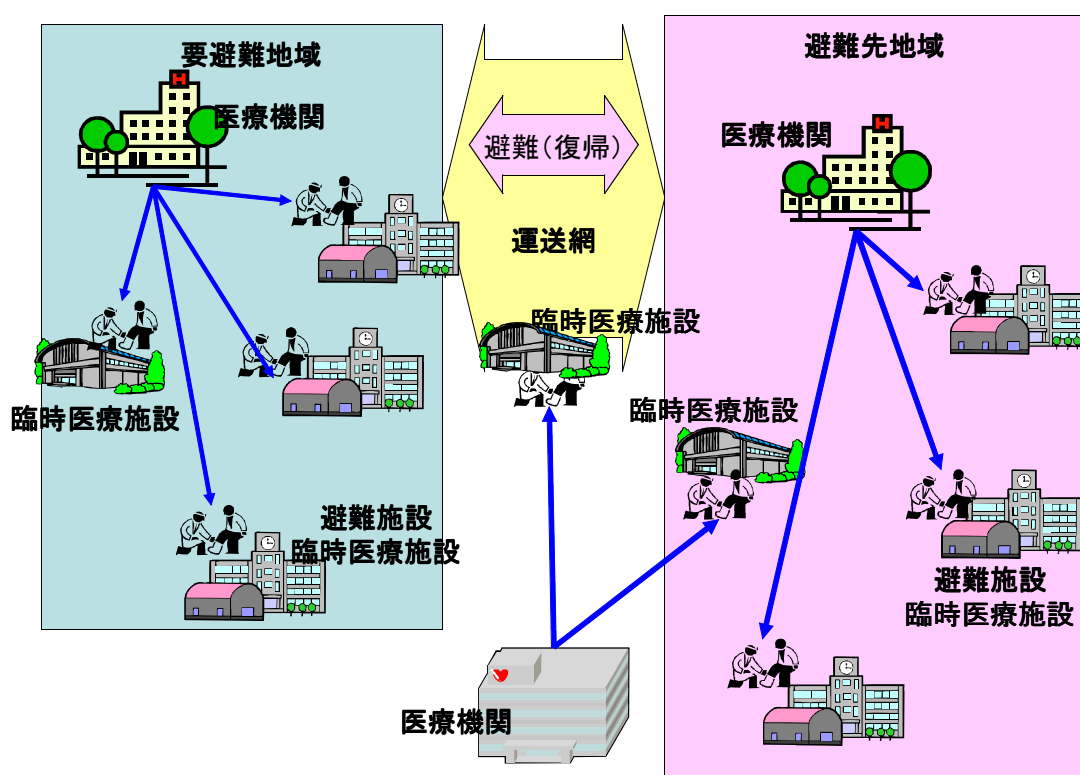 要避難地域
医療機関
臨時医療施設
避難施設
臨時医療施設
避難（復帰）
運送網
臨時医療施設
医療機関
避難先地域
医療機関
臨時医療施設
避難施設
臨時医療施設
H
H